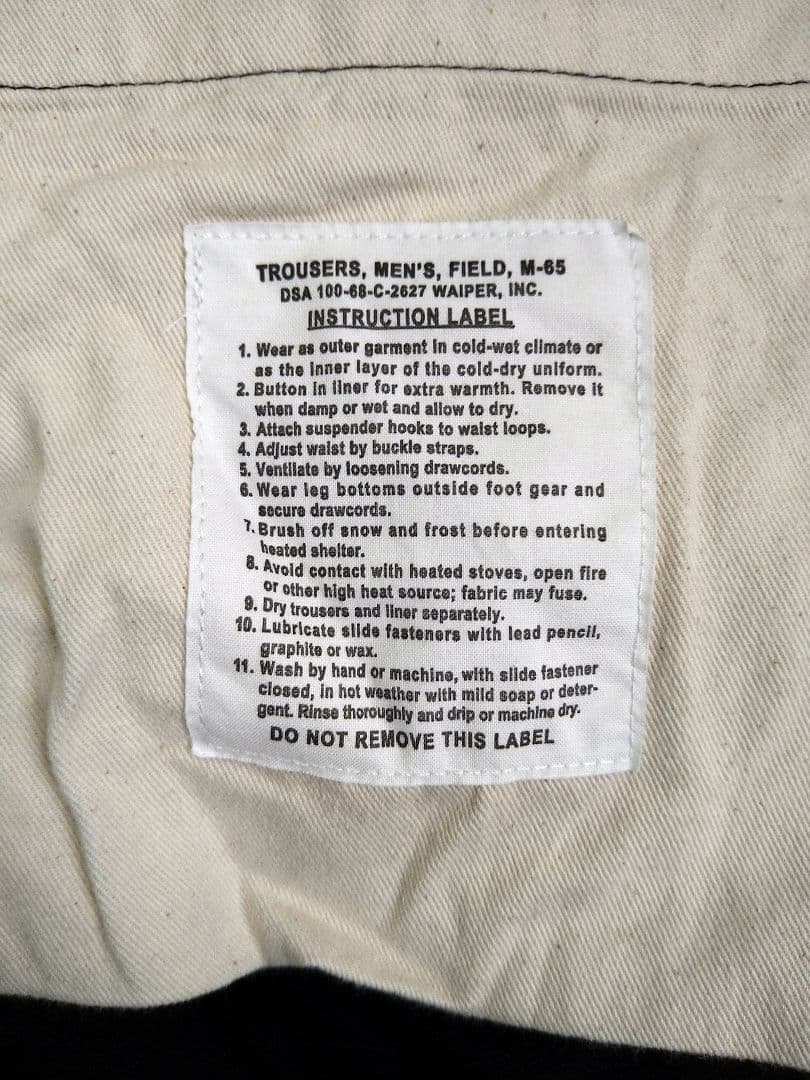 TROUSERS, MEN'S, FIELD, M-65
DSA 100-68-C-2627 WAIPER, INC.
INSTRUCTION LABEL
1. Wear as outer garment in cold-wet climate or
as the inner layer of the cold-dry uniform.
2. Button in liner for extra warmth. Remove it
when damp or wet and allow to dry.
3. Attach suspender hooks to waist loops.
4. Adjust waist by buckle straps.
5. Ventilate by loosening drawcords.
6. Wear leg bottoms outside foot gear and
secure drawcords.
7. Brush off snow and frost before entering
heated shelter.
8. Avoid contact with heated stoves, open fire
or other high heat source; fabric may fuse.
9. Dry trousers and liner separately.
10. Lubricate slide fasteners with lead pencil,
graphite or wax.
11. Wash by hand or machine, with slide fastener
closed, in hot weather with mild soap or deter-
gent. Rinse thoroughly and drip or machine dry.
DO NOT REMOVE THIS LABEL